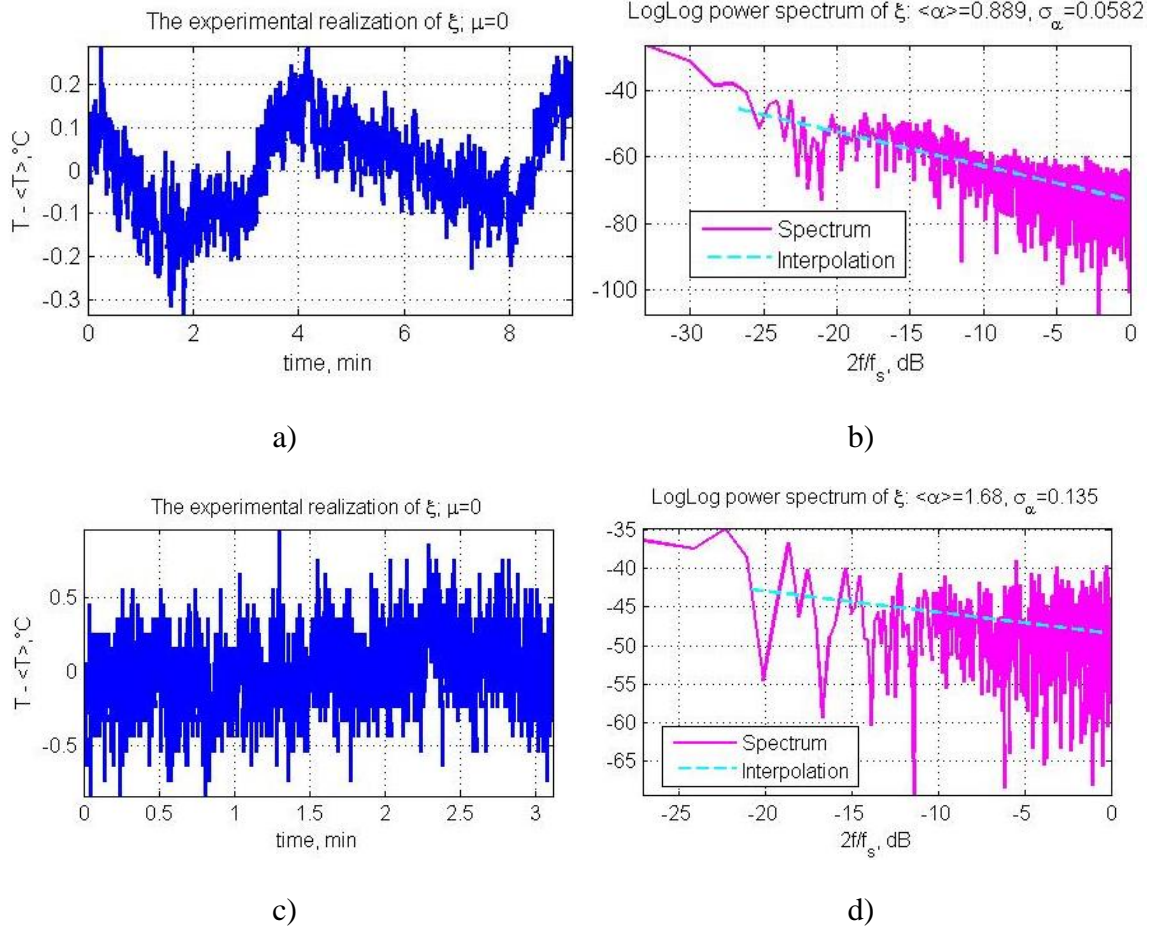 The experimental realization of ξ; μ=0
T - <T>,°C
0.2
0.1
0
-0.1
-0.2
-0.3
0 2 4 6 8
time, min
a)
LogLog power spectrum of ξ: <α>=0.889, σα=0.0582
-40
-60
-80
-100
Spectrum
Interpolation
-30 -25 -20 -15 -10 -5 0
2f/fs, dB
b)
The experimental realization of ξ; μ=0
T - <T>,°C
0.5
0
-0.5
0 0.5 1 1.5 2 2.5 3
time, min
c)
LogLog power spectrum of ξ: <α>=1.68, σα=0.135
-35
-40
-45
-50
-55
-60
-65
Spectrum
Interpolation
-25 -20 -15 -10 -5 0
2f/fs, dB
d)